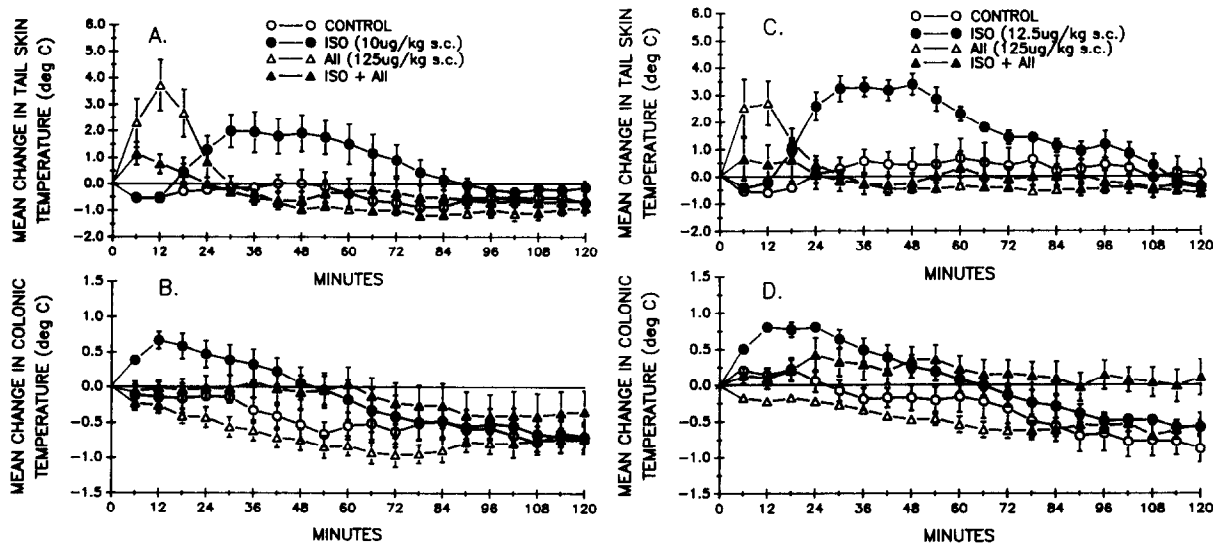 A.
CONTROL
ISO (10ug/kg s.c.)
AII (125ug/kg s.c.)
ISO + AII
MEAN CHANGE IN TAIL SKIN
TEMPERATURE (deg C)
6.0
5.0
4.0
3.0
2.0
1.0
0.0
-1.0
-2.0
0 12 24 36 48 60 72 84 96 108 120
MINUTES
B.
MEAN CHANGE IN COLONIC
TEMPERATURE (deg C)
1.5
1.0
0.5
0.0
-0.5
-1.0
-1.5
0 12 24 36 48 60 72 84 96 108 120
MINUTES
C.
CONTROL
ISO (12.5ug/kg s.c.)
AII (125ug/kg s.c.)
ISO + AII
MEAN CHANGE IN TAIL SKIN
TEMPERATURE (deg C)
6.0
5.0
4.0
3.0
2.0
1.0
0.0
-1.0
-2.0
0 12 24 36 48 60 72 84 96 108 120
MINUTES
D.
MEAN CHANGE IN COLONIC
TEMPERATURE (deg C)
1.5
1.0
0.5
0.0
-0.5
-1.0
-1.5
0 12 24 36 48 60 72 84 96 108 120
MINUTES